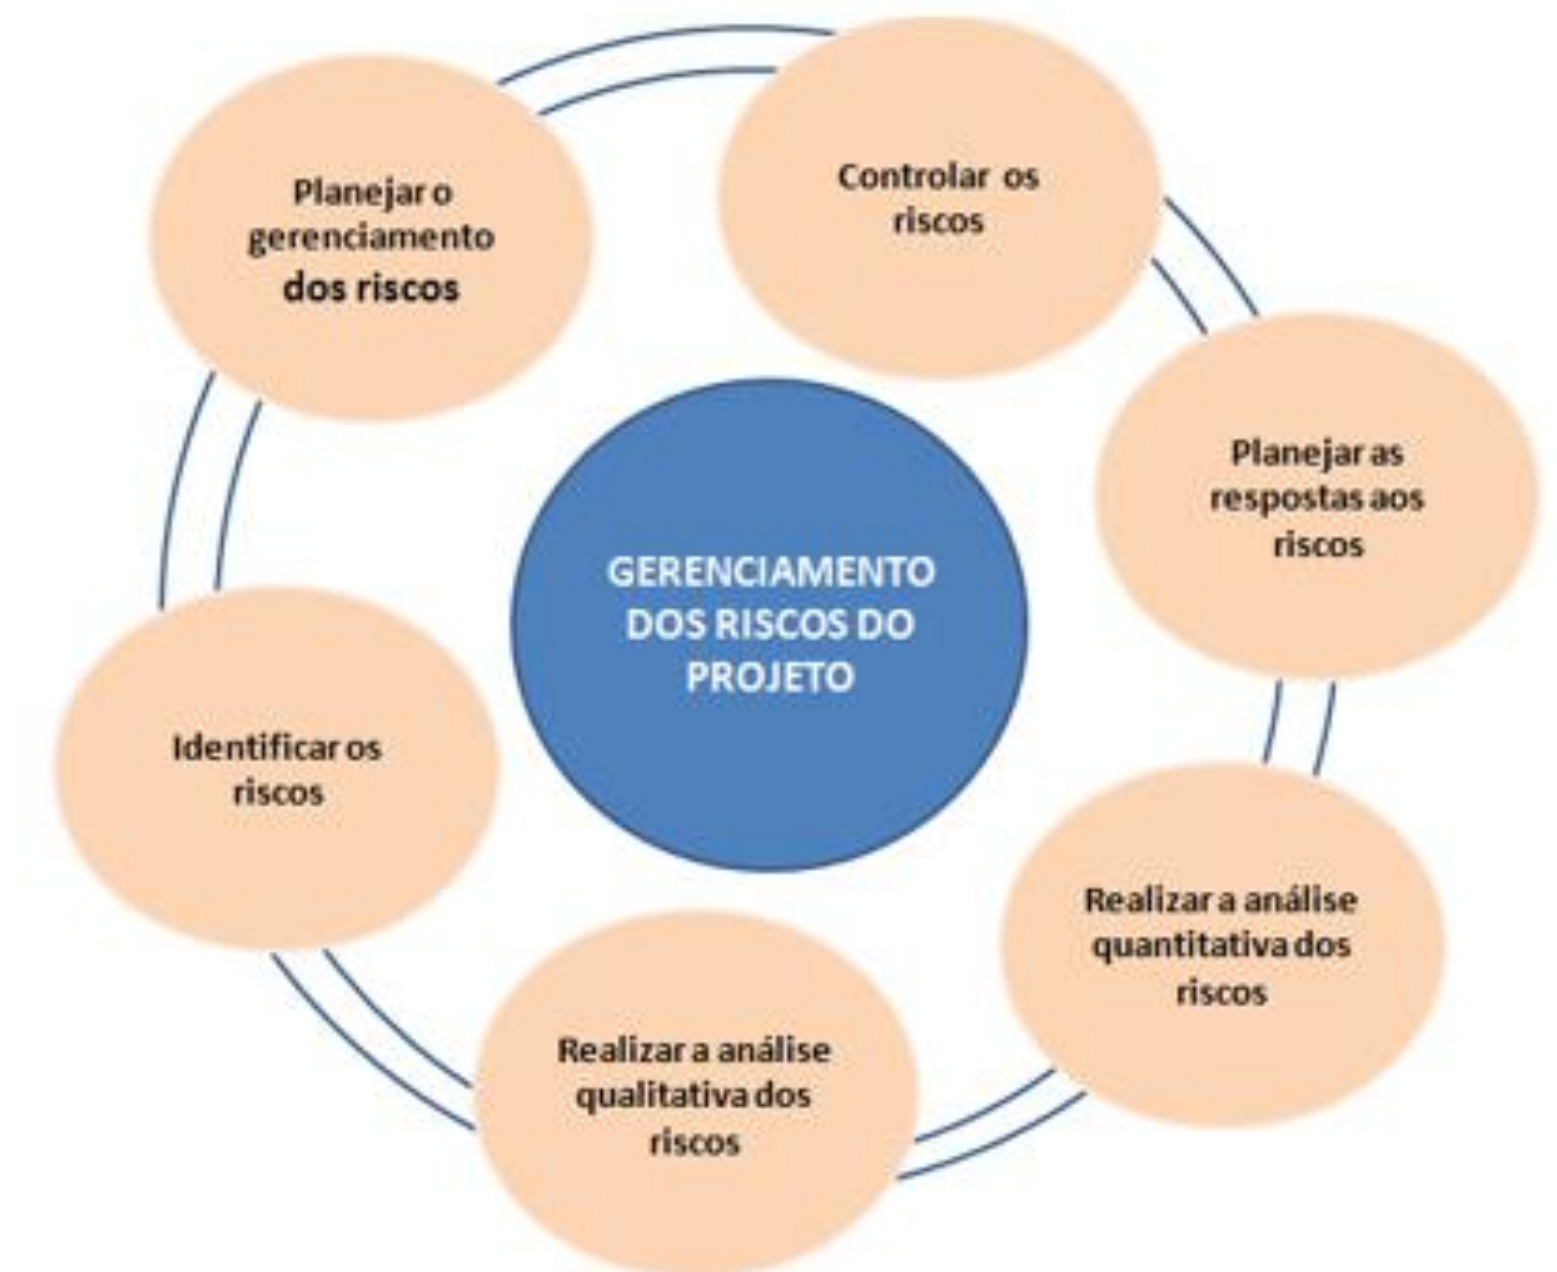 Planejar o
gerenciamento
dos riscos
Controlar os
riscos
Planejar as
respostas aos
riscos
GERENCIAMENTO
DOS RISCOS DO
PROJETO
Identificar os
riscos
Realizar a análise
quantitativa dos
riscos
Realizar a análise
qualitativa dos
riscos